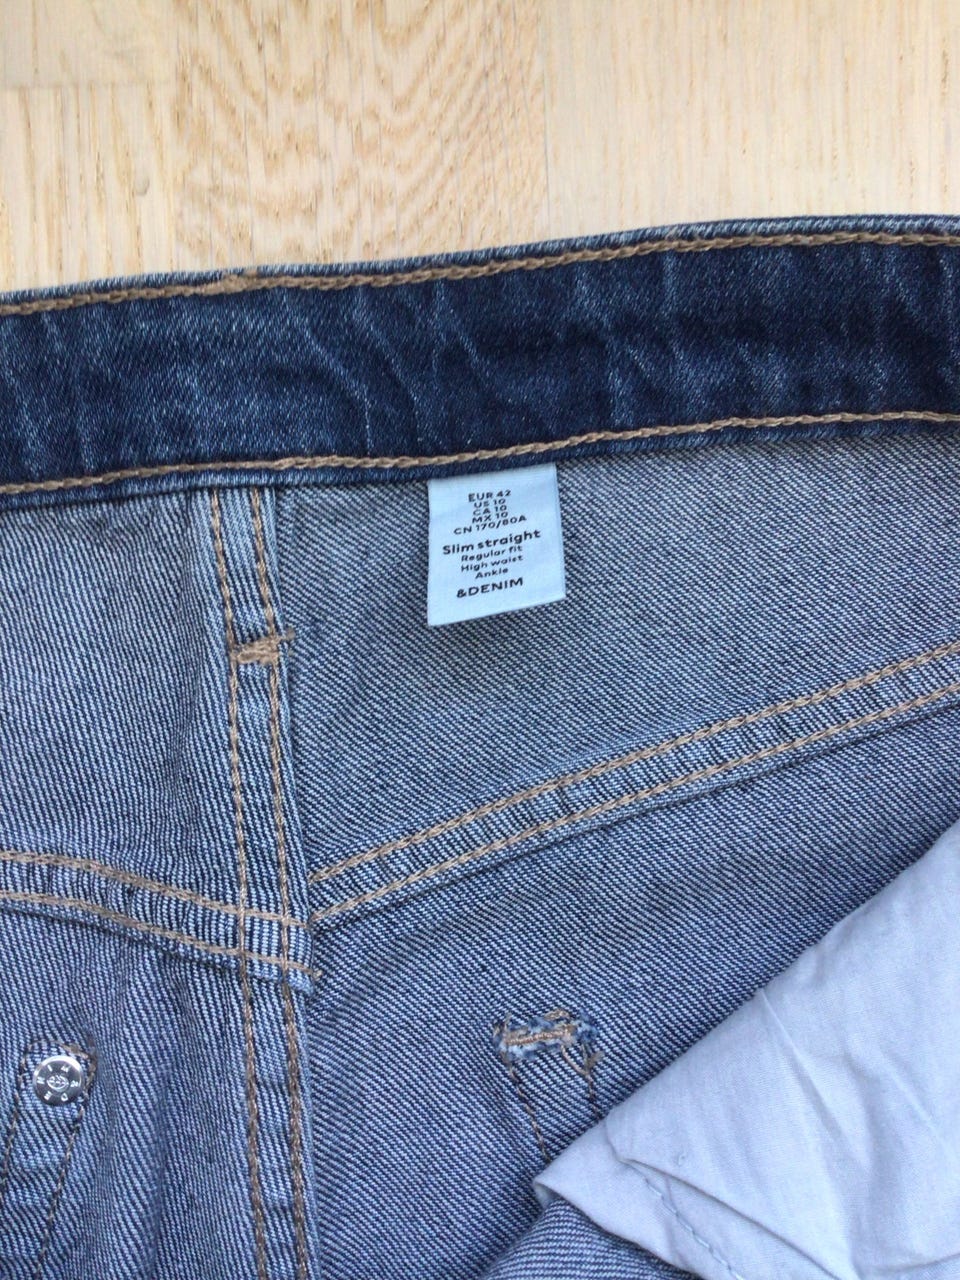 EUR 42
US 10
CA 10
MX 10
CN 170/80A
Slim straight
Regular fit
High waist
Ankle
&DENIM